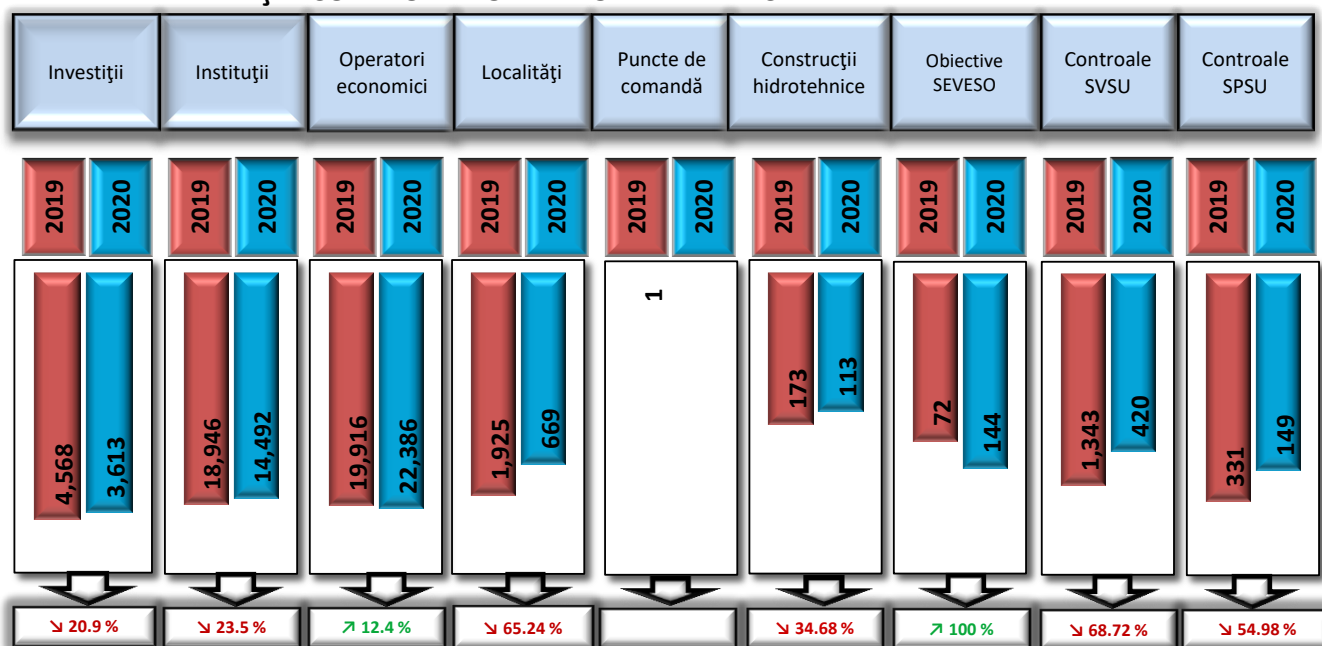 Investiţii
Instituţii
Operatori
economici
Localităţi
Puncte de
comandă
Construcţii
hidrotehnice
Obiective
SEVESO
Controale
SVSU
Controale
SPSU
2019
2020
2019
2020
2019
2020
2019
2020
2019
2020
2019
2020
2019
2020
2019
2020
2019
2020
4,568
3,613
18,946
14,492
19,916
22,386
1,925
669
1
173
113
72
144
1,343
420
331
149
↘ 20.9 %
↘ 23.5 %
↗ 12.4 %
↘ 65.24 %
↘ 34.68 %
↗ 100 %
↘ 68.72 %
↘ 54.98 %